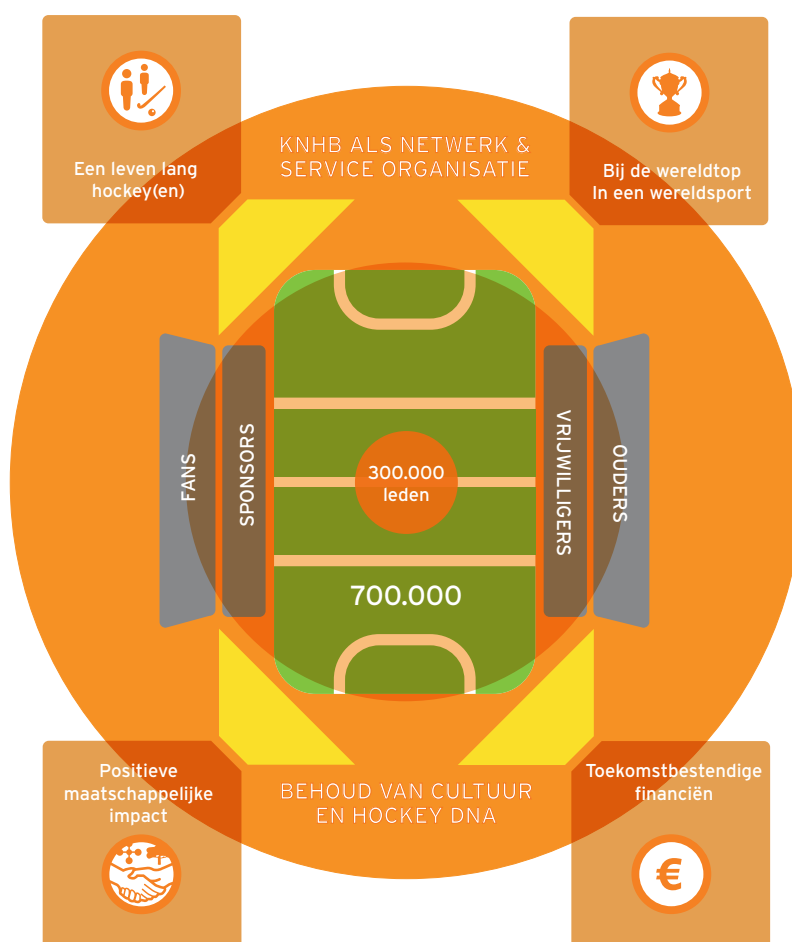 Een leven lang
hockey(en)
KNHB ALS NETWERK &
SERVICE ORGANISATIE
Bij de wereldtop
In een wereldsport
FANS
SPONSORS
300.000
leden
700.000
VRIJWILLIGERS
OUDERS
Positieve
maatschappelijke
impact
BEHOUD VAN CULTUUR
EN HOCKEY DNA
Toekomstbestendige
financiën
€